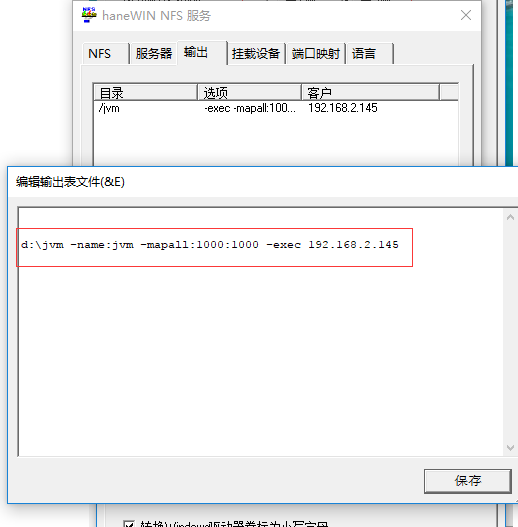 haneWIN NFS 服务
NFS 服务器 输出 挂载设备 端口映射 语言
目录 选项 客户
/jvm -exec -mapall:100... 192.168.2.145
编辑输出表文件(&E)
d:\jvm -name:jvm -mapall:1000:1000 -exec 192.168.2.145
保存